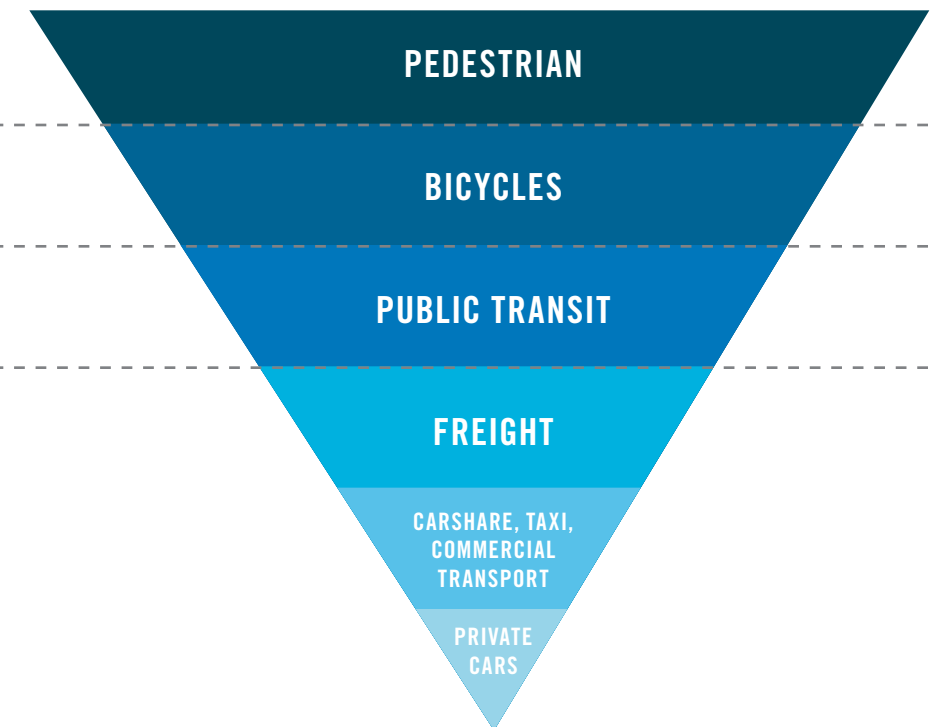 PEDESTRIAN
BICYCLES
PUBLIC TRANSIT
FREIGHT
CARSHARE, TAXI,
COMMERCIAL
TRANSPORT
PRIVATE
CARS